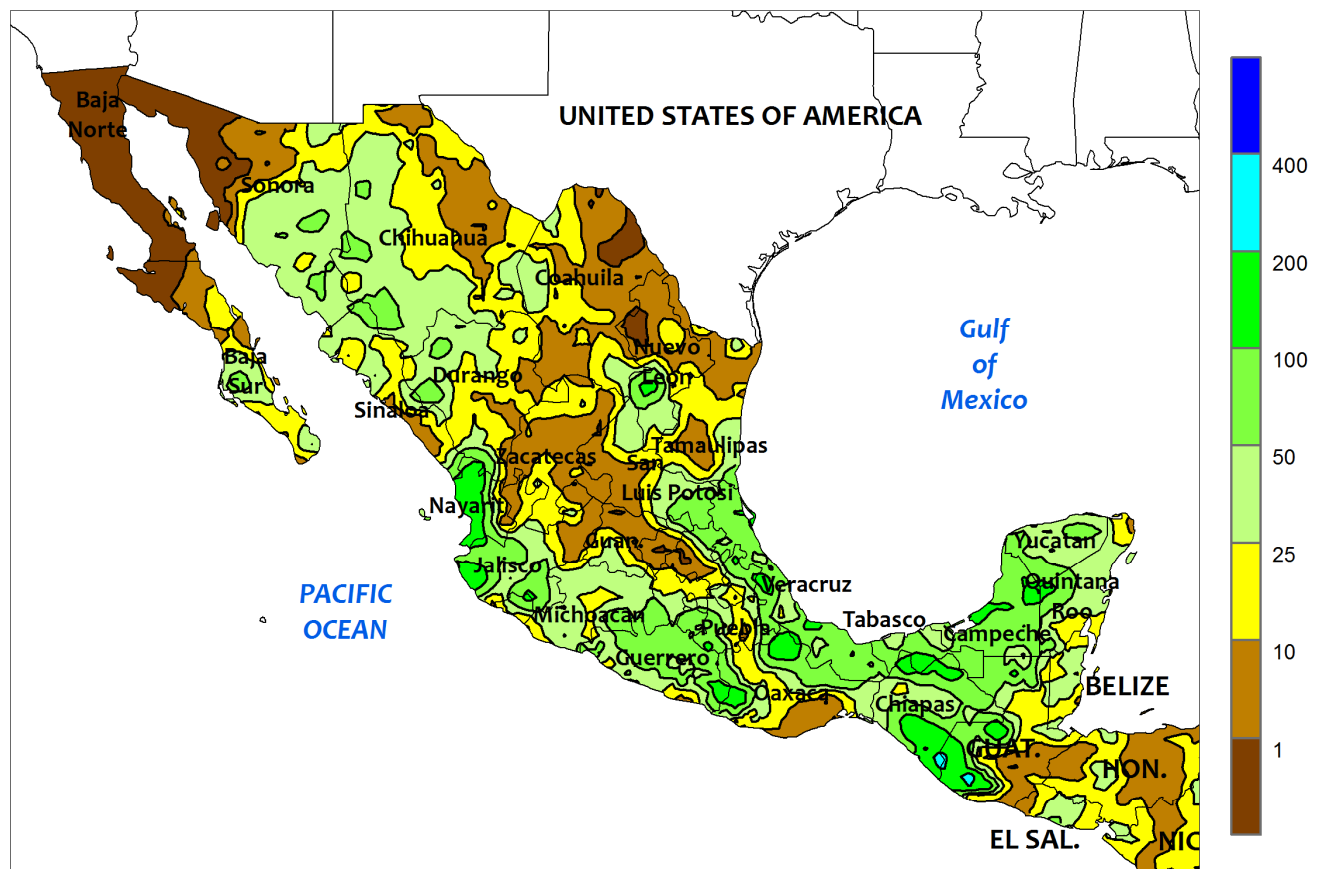 Baja
Norte
UNITED STATES OF AMERICA
400
Sonora
Chihuahua
Coahuila
200
Gulf
of
Mexico
Nuevo
Leon
100
Baja
Sur
Durango
Sinaloa
Tamaulipas
Zacatecas
San
50
Luis Potosi
Nayarit
Guan.
Yucatan
25
Jalisco
Veracruz
Quintana
Roo
PACIFIC
OCEAN
Michoacan
Puebla
Tabasco
Campeche
10
Guerrero
Oaxaca
Chiapas
BELIZE
GUAT.
1
HON.
EL SAL.
NIC